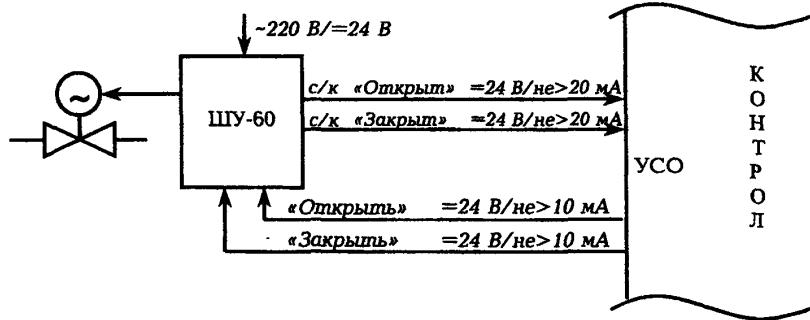 ~220 В/=24 В
с/к «Открыт» =24 В/не>20 мА
ШУ-60
с/к «Закрыт» =24 В/не>20 мА
~
УСО
КОНТРОЛ
«Открыть» =24 В/не>10 мА
«Закрыть» =24 В/не>10 мА